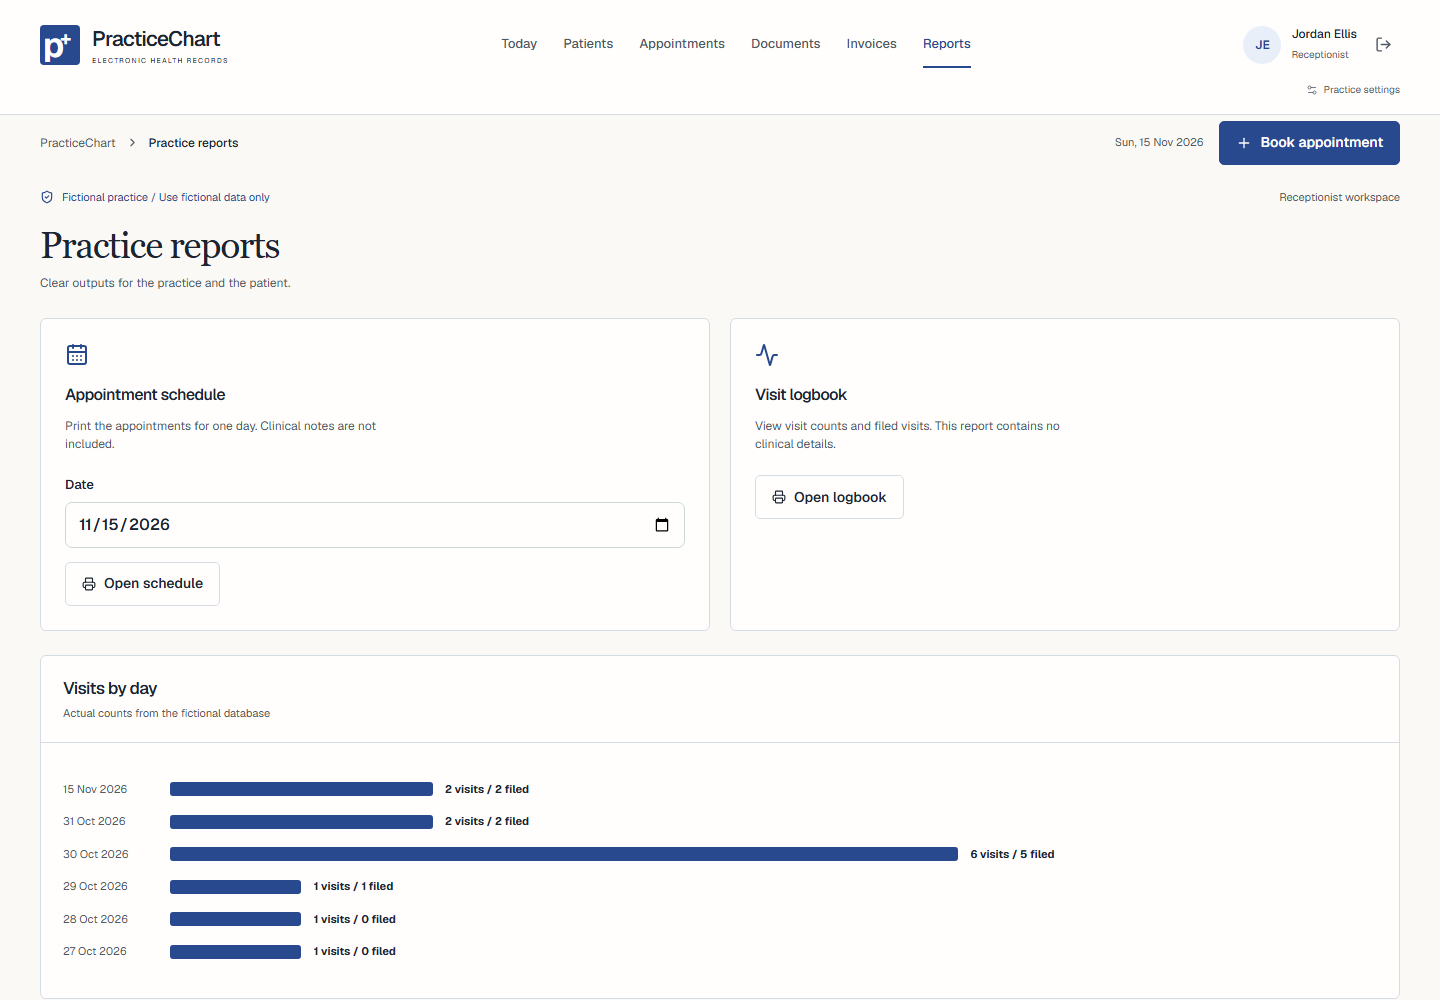 p+
PracticeChart
ELECTRONIC HEALTH RECORDS
Today
Patients
Appointments
Documents
Invoices
Reports
JE
Jordan Ellis
Receptionist
Practice settings
PracticeChart
Practice reports
Sun, 15 Nov 2026
Book appointment
Fictional practice / Use fictional data only
Receptionist workspace
Practice reports
Clear outputs for the practice and the patient.
Appointment schedule
Print the appointments for one day. Clinical notes are not
included.
Date
11/15/2026
Open schedule
Visit logbook
View visit counts and filed visits. This report contains no
clinical details.
Open logbook
Visits by day
Actual counts from the fictional database
15 Nov 2026 2 visits / 2 filed
31 Oct 2026 2 visits / 2 filed
30 Oct 2026 6 visits / 5 filed
29 Oct 2026 1 visits / 1 filed
28 Oct 2026 1 visits / 0 filed
27 Oct 2026 1 visits / 0 filed